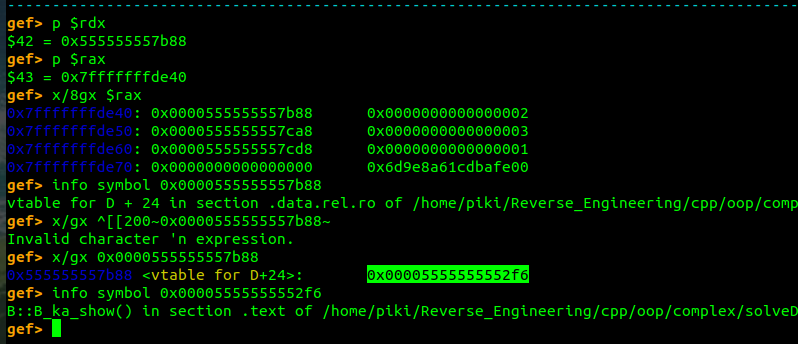 gef> p $rdx
$42 = 0x555555557b88
gef> p $rax
$43 = 0x7fffffffde40
gef> x/8gx $rax
0x7fffffffde40: 0x0000555555557b88 0x0000000000000002
0x7fffffffde50: 0x0000555555557ca8 0x0000000000000003
0x7fffffffde60: 0x0000555555557cd8 0x0000000000000001
0x7fffffffde70: 0x0000000000000000 0x6d9e8a61cdbafe00
gef> info symbol 0x0000555555557b88
vtable for D + 24 in section .data.rel.ro of /home/piki/Reverse_Engineering/cpp/oop/comp
gef> x/gx ^[[200~0x0000555555557b88~
Invalid character 'n expression.
gef> x/gx 0x0000555555557b88
0x555555557b88 <vtable for D+24>: 0x00005555555552f6
gef> info symbol 0x00005555555552f6
B::B_ka_show() in section .text of /home/piki/Reverse_Engineering/cpp/oop/complex/solveD
gef>